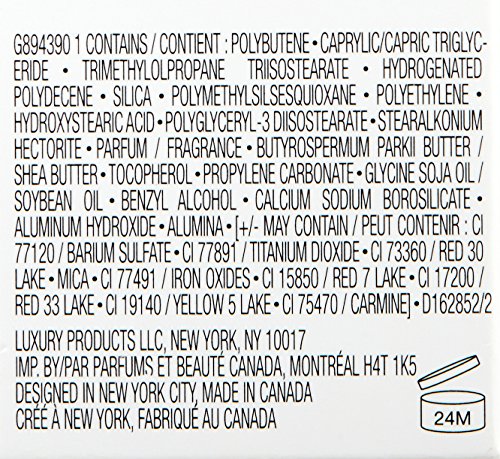 G894390 1 CONTAINS / CONTIENT : POLYBUTENE • CAPRYLIC/CAPRIC TRIGLYC-
ERIDE • TRIMETHYLOLPROPANE TRIISOSTEARATE • HYDROGENATED
POLYDECENE • SILICA • POLYMETHYLSILSESQUIOXANE • POLYETHYLENE •
HYDROXYSTEARIC ACID • POLYGLYCERYL-3 DIISOSTEARATE • STEARALKONIUM
HECTORITE • PARFUM / FRAGRANCE • BUTYROSPERMUM PARKII BUTTER /
SHEA BUTTER • TOCOPHEROL • PROPYLENE CARBONATE • GLYCINE SOJA OIL /
SOYBEAN OIL • BENZYL ALCOHOL • CALCIUM SODIUM BOROSILICATE •
ALUMINUM HYDROXIDE • ALUMINA • [+/- MAY CONTAIN / PEUT CONTENIR : CI
77120 / BARIUM SULFATE • CI 77891 / TITANIUM DIOXIDE • CI 73360 / RED 30
LAKE • MICA • CI 77491 / IRON OXIDES • CI 15850 / RED 7 LAKE • CI 17200 /
RED 33 LAKE • CI 19140 / YELLOW 5 LAKE • CI 75470 / CARMINE] • D162852/2
LUXURY PRODUCTS LLC, NEW YORK, NY 10017
IMP. BY/PAR PARFUMS ET BEAUTÉ CANADA, MONTRÉAL H4T 1K5
DESIGNED IN NEW YORK CITY, MADE IN CANADA
CRÉÉ À NEW YORK, FABRIQUÉ AU CANADA
24M